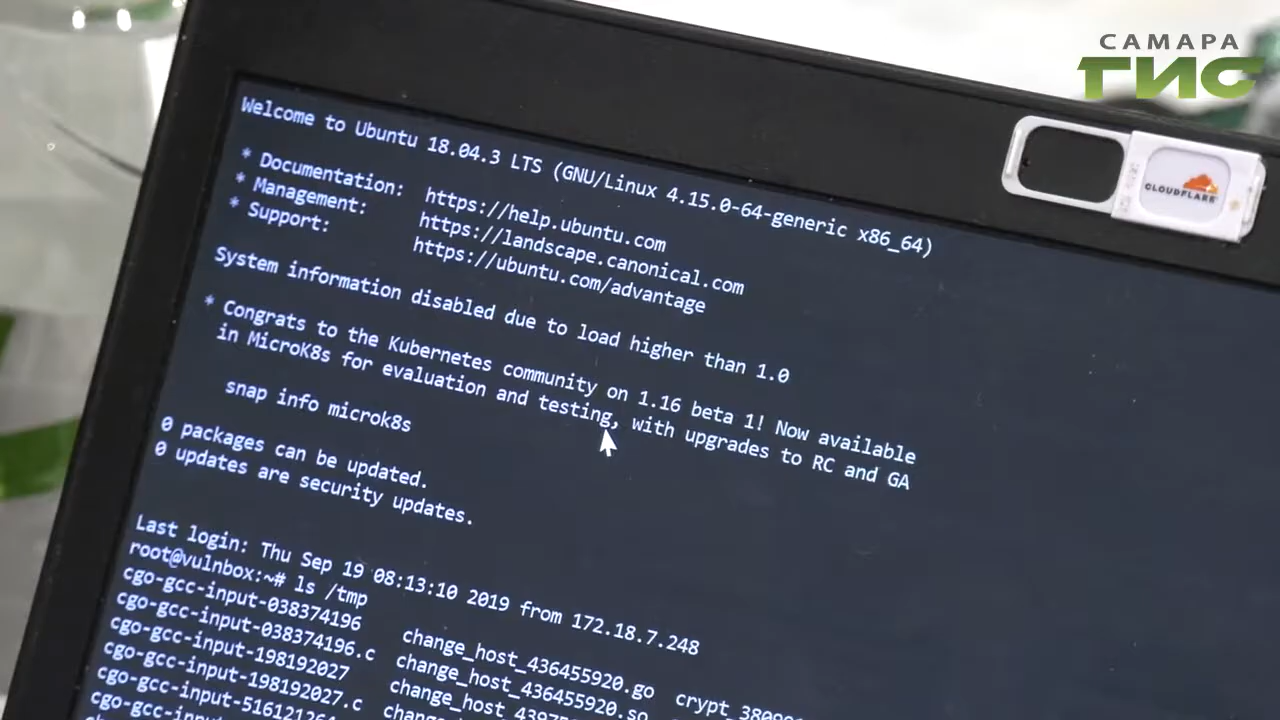 САМАРА
ГИС
CLOUDFLARE
Welcome to Ubuntu 18.04.3 LTS (GNU/Linux 4.15.0-64-generic x86_64)
* Documentation: https://help.ubuntu.com
* Management: https://landscape.canonical.com
* Support: https://ubuntu.com/advantage
System information disabled due to load higher than 1.0
* Congrats to the Kubernetes community on 1.16 beta 1! Now available
in MicroK8s for evaluation and testing, with upgrades to RC and GA
snap info microk8s
0 packages can be updated.
0 updates are security updates.
Last login: Thu Sep 19 08:13:10 2019 from 172.18.7.248
root@vulnbox:~# ls /tmp
cgo-gcc-input-038374196 change_host_436455920.go
cgo-gcc-input-038374196.c change_host_436455920.so
cgo-gcc-input-198192027
cgo-gcc-input-198192027.c